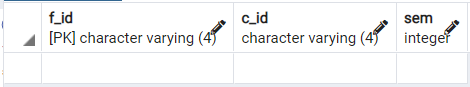 f_id c_id sem
[PK] character varying (4) character varying (4) integer